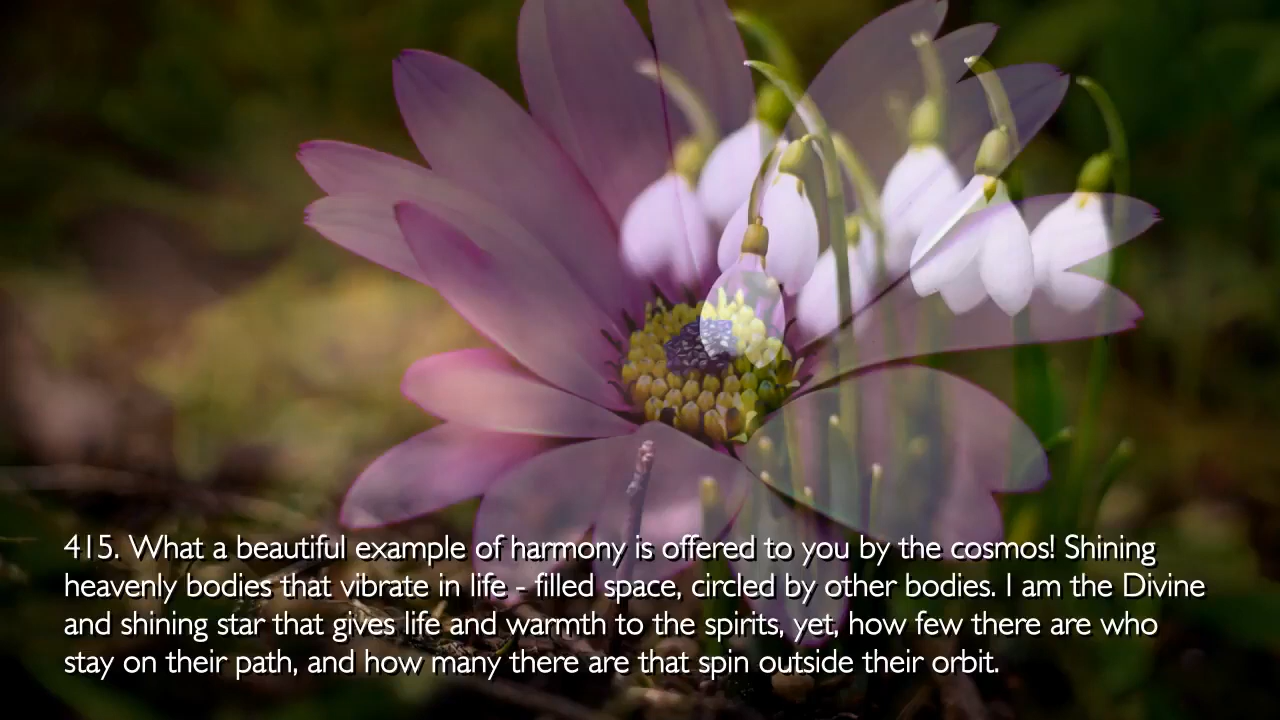 415. What a beautiful example of harmony is offered to you by the cosmos! Shining
heavenly bodies that vibrate in life - filled space, circled by other bodies. I am the Divine
and shining star that gives life and warmth to the spirits, yet, how few there are who
stay on their path, and how many there are that spin outside their orbit.